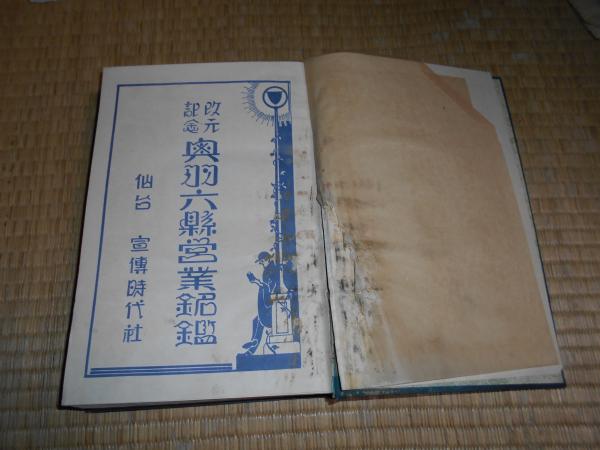 改元
記念
奥羽六縣営業銘鑑
仙台 宣傳時代社